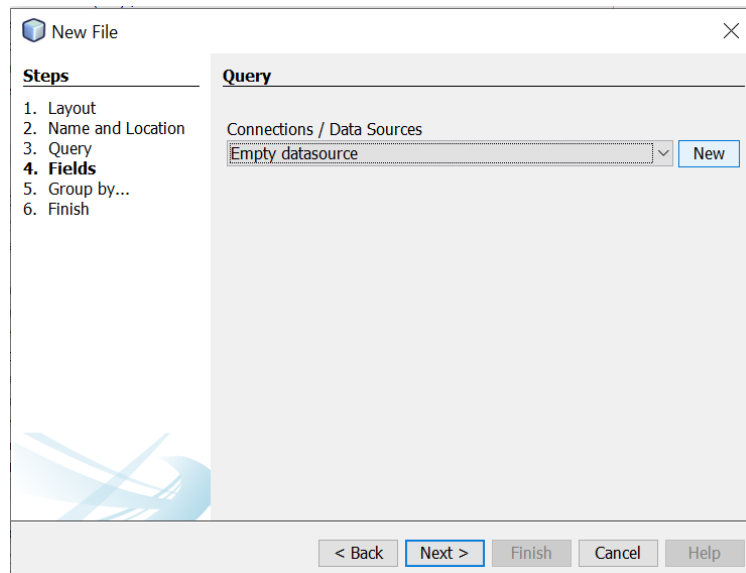 New File
Steps
1. Layout
2. Name and Location
3. Query
4. Fields
5. Group by...
6. Finish
Query
Connections / Data Sources
Empty datasource
New
< Back
Next >
Finish
Cancel
Help